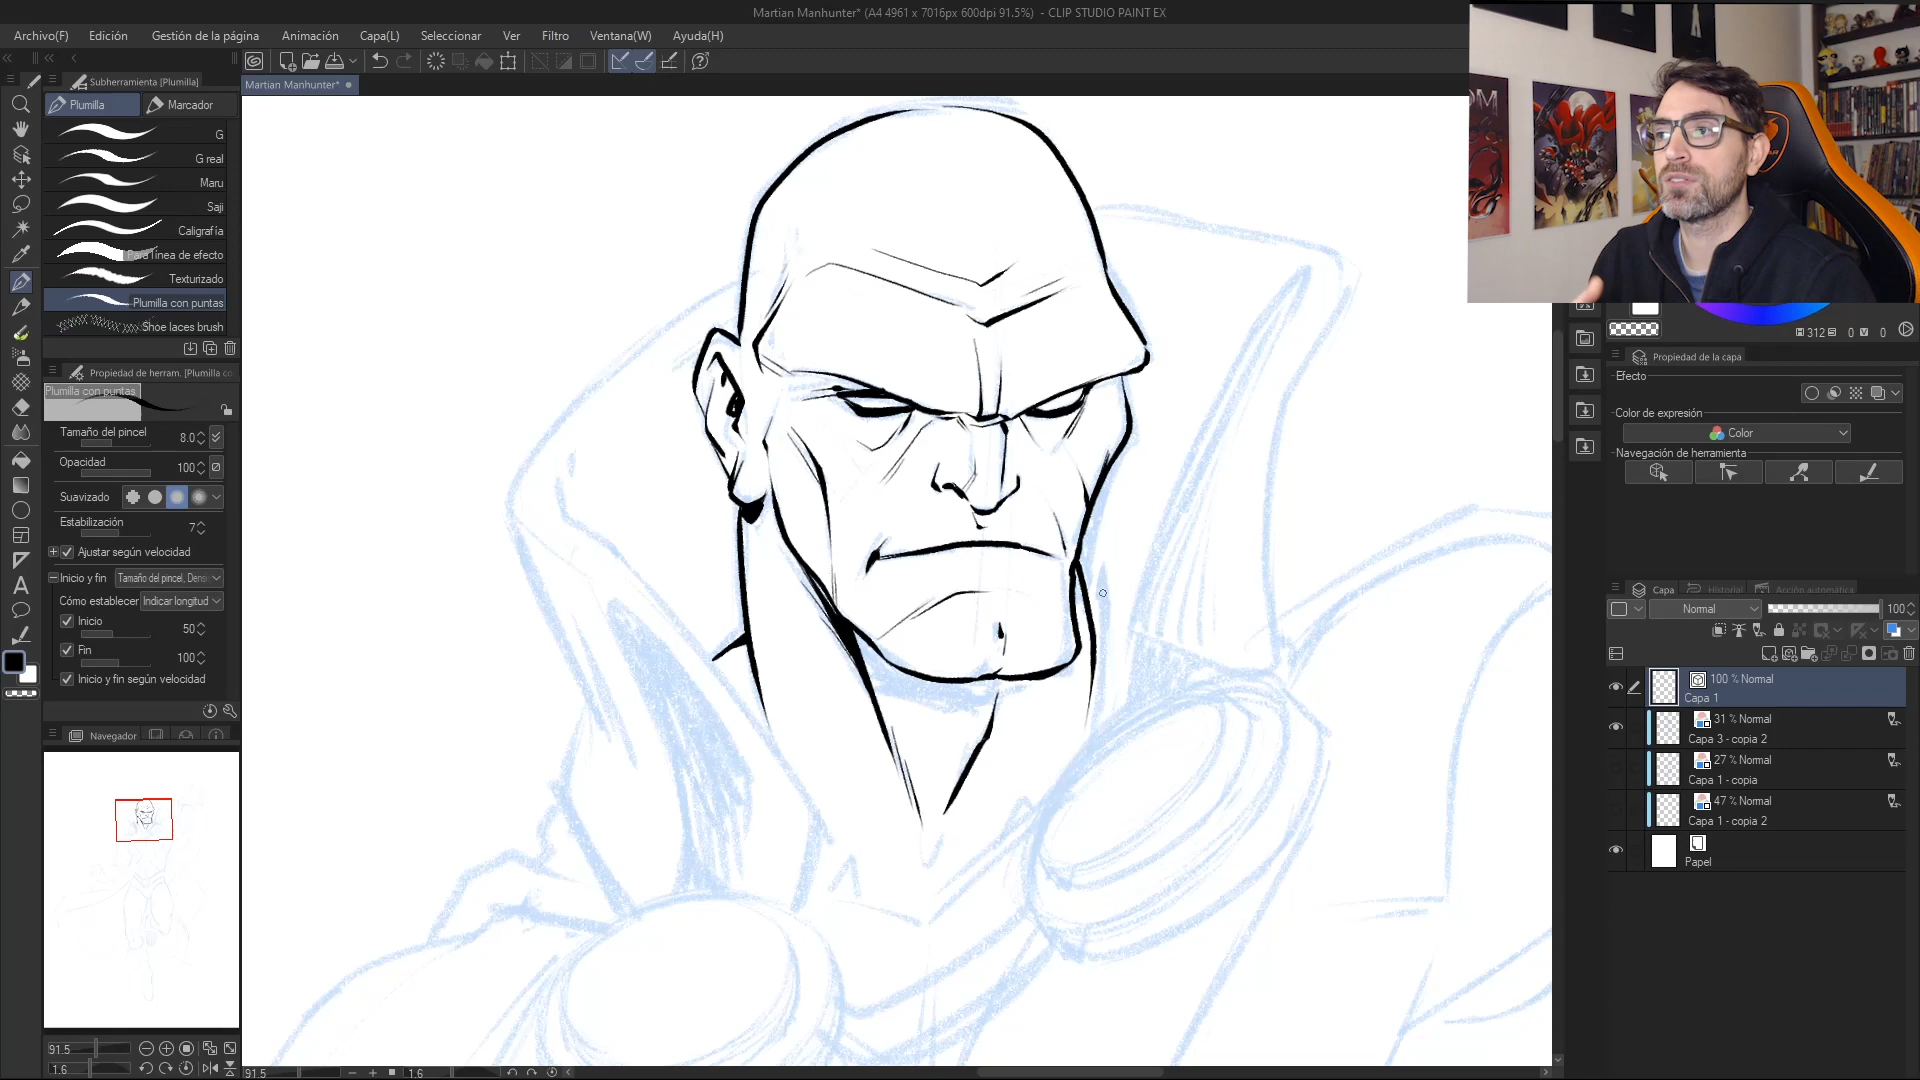 Martian Manhunter* (A4 4961 x 7016px 600dpi 91.5%) - CLIP STUDIO PAINT EX
Archivo(F) Edición Gestión de la página Animación Capa(L) Seleccionar Ver Filtro Ventana(W) Ayuda(H)
Subherramienta [Plumilla]
Martian Manhunter*
Plumilla Marcador
G
G real
Maru
Saji
Caligrafía
Para línea de efecto
Texturizado
Plumilla con puntas
Shoe laces brush
Propiedad de herram. [Plumilla co
Plumilla con puntas
Tamaño del pincel 8.0
Opacidad 100
Suavizado
Estabilización 7
Ajustar según velocidad
Inicio y fin Tamaño del pincel, Dens
Cómo establecer Indicar longitud
Inicio 50
Fin 100
Inicio y fin según velocidad
Navegador
91.5
1.6
91.5 1.6
312 0 0
Propiedad de la capa
Efecto
Color de expresión
Color
Navegación de herramienta
Capa Historial Acción automática
Normal 100
100 % Normal
Capa 1
31 % Normal
Capa 3 - copia 2
27 % Normal
Capa 1 - copia
47 % Normal
Capa 1 - copia 2
Papel